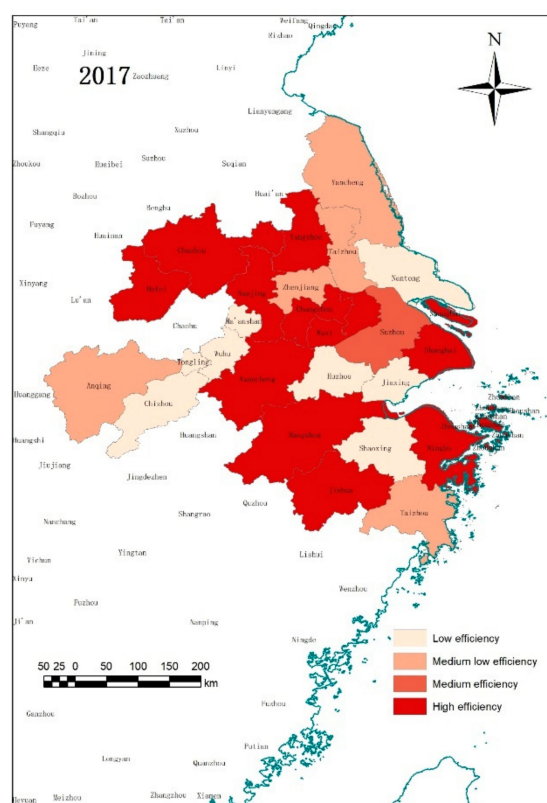 Puyang
Tai'an
Tei'an
Weifang
Qingdao
Rizhao
Jining
Heze
2017
Zaozhuang
Linyi
N
Lianyungang
Shangqiu
Xuzhou
Zhoukou
Huaibei
Suzhou
Suqian
Yancheng
Huai'an
Bozhou
Bengbu
Fuyang
Huainan
Chuzhou
Yangzhou
Taizhou
Nantong
Xinyang
Lu'an
Hefei
Nanjing
Zhenjiang
Changzhou
Chaohu
Ma'anshan
Wuxi
Suzhou
Shanghai
Wuhu
Tongling
Anqing
Xuancheng
Huzhou
Jiaxing
Huanggang
Chizhou
Huangshi
Huangshan
Hangzhou
Shaoxing
Ningbo
Zhoushan
Jiujiang
Jingdezhen
Jinhua
Quzhou
Taizhou
Nanchang
Shangrao
Yichun
Yingtan
Lishui
Xinyu
Wenzhou
Fuzhou
Ji'an
Nanping
Ningde
Low efficiency
Medium low efficiency
Medium efficiency
High efficiency
50 25 0 50 100 150 200
km
Ganzhou
Fuzhou
Putian
Longyan
Quanzhou
Heyuan
Meizhou
Zhangzhou
Xiamen